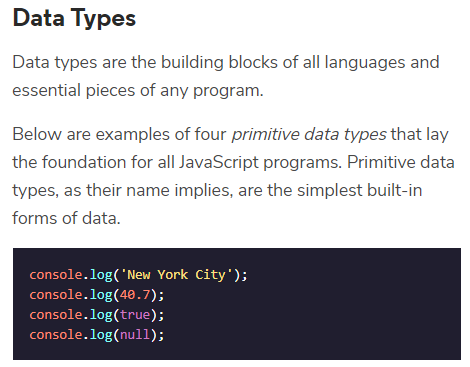 Data Types
Data types are the building blocks of all languages and
essential pieces of any program.
Below are examples of four primitive data types that lay
the foundation for all JavaScript programs. Primitive data
types, as their name implies, are the simplest built-in
forms of data.
console.log('New York City');
console.log(40.7);
console.log(true);
console.log(null);